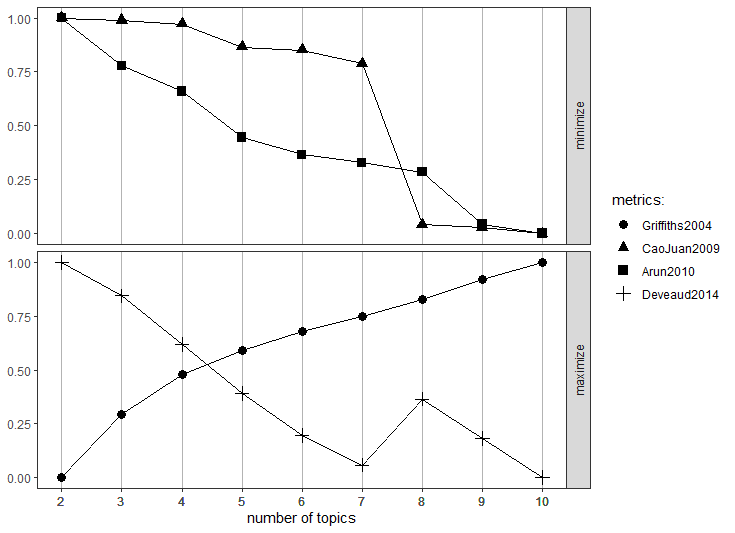 1.00
0.75
0.50
0.25
0.00
minimize
1.00
0.75
0.50
0.25
0.00
maximize
2 3 4 5 6 7 8 9 10
number of topics
metrics:
Griffiths2004
CaoJuan2009
Arun2010
Deveaud2014